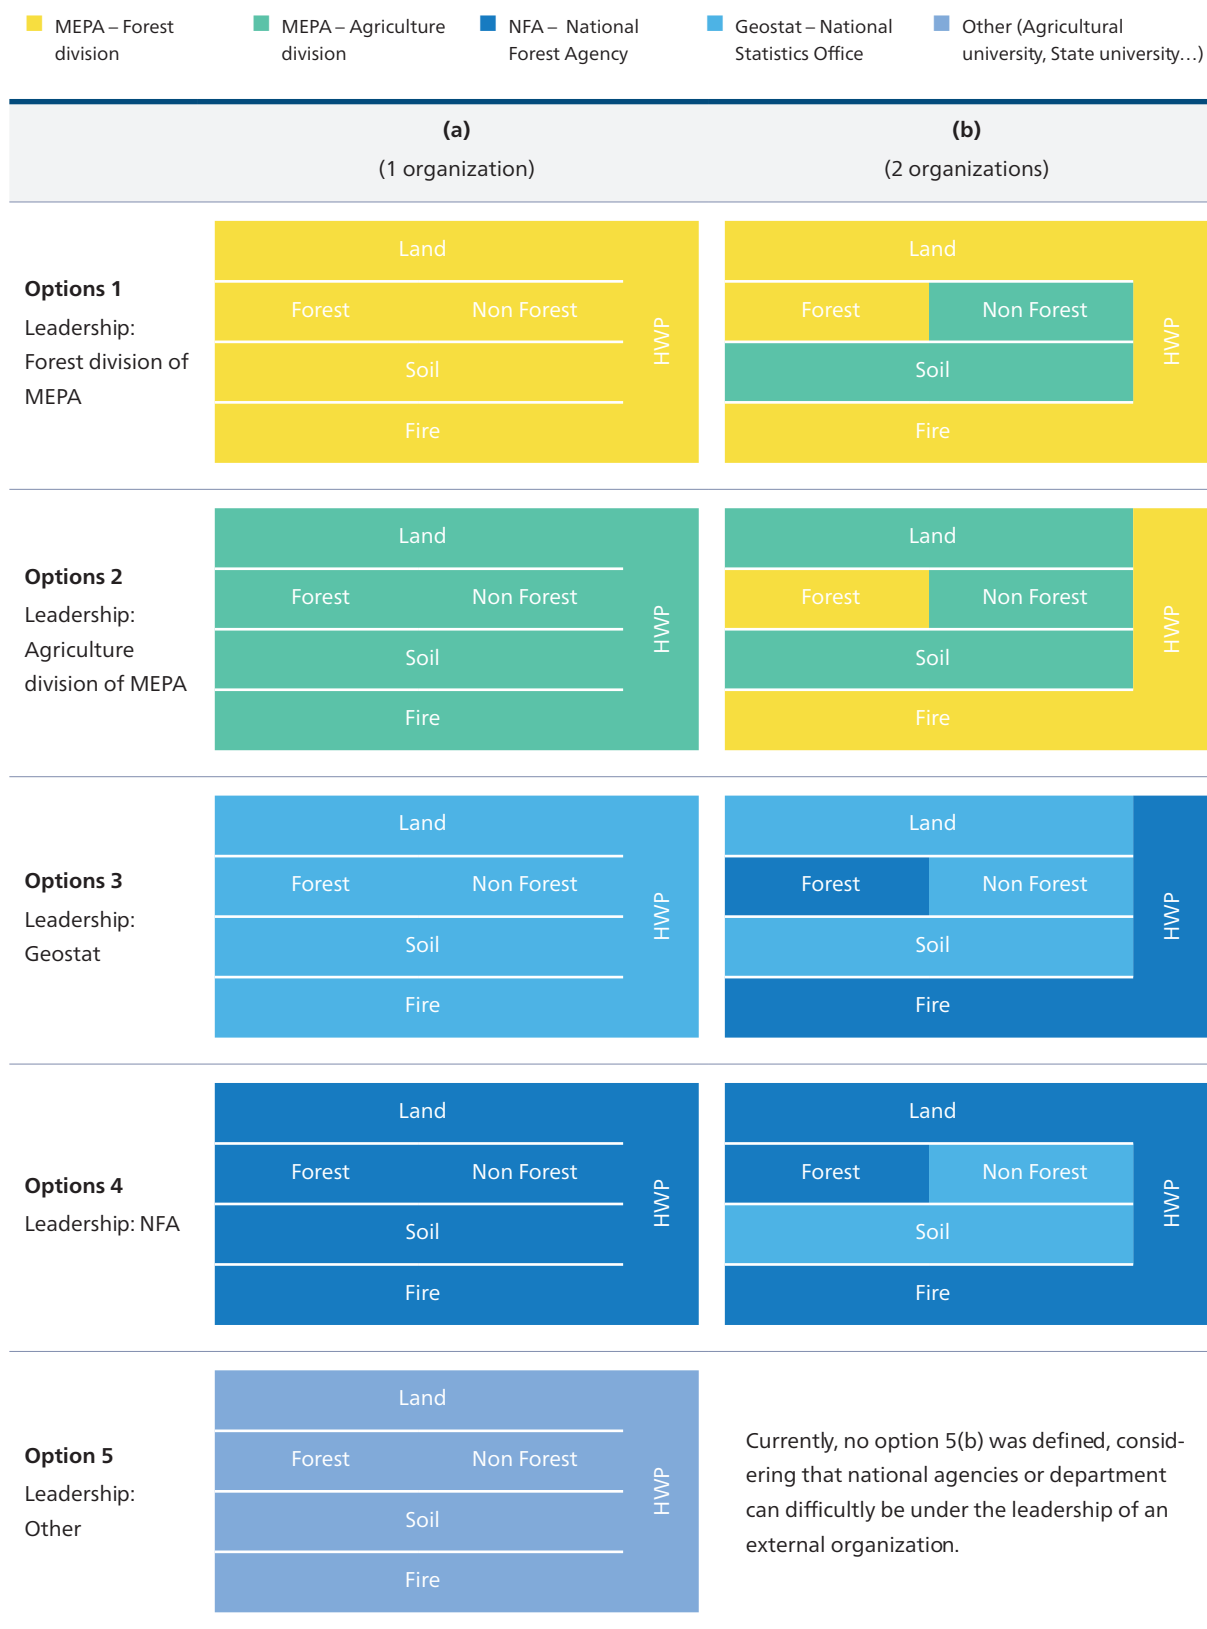 MEPA – Forest
division
MEPA – Agriculture
division
NFA – National
Forest Agency
Geostat – National
Statistics Office
Other (Agricultural
university, State university…)
(a)
(1 organization)
(b)
(2 organizations)
Options 1
Leadership:
Forest division of
MEPA
Land
Forest
Non Forest
Soil
Fire
HWP
Land
Forest
Non Forest
Soil
Fire
HWP
Options 2
Leadership:
Agriculture
division of MEPA
Land
Forest
Non Forest
Soil
Fire
HWP
Land
Forest
Non Forest
Soil
Fire
HWP
Options 3
Leadership:
Geostat
Land
Forest
Non Forest
Soil
Fire
HWP
Land
Forest
Non Forest
Soil
Fire
HWP
Options 4
Leadership: NFA
Land
Forest
Non Forest
Soil
Fire
HWP
Land
Forest
Non Forest
Soil
Fire
HWP
Option 5
Leadership:
Other
Land
Forest
Non Forest
Soil
Fire
HWP
Currently, no option 5(b) was defined, consid-
ering that national agencies or department
can difficultly be under the leadership of an
external organization.